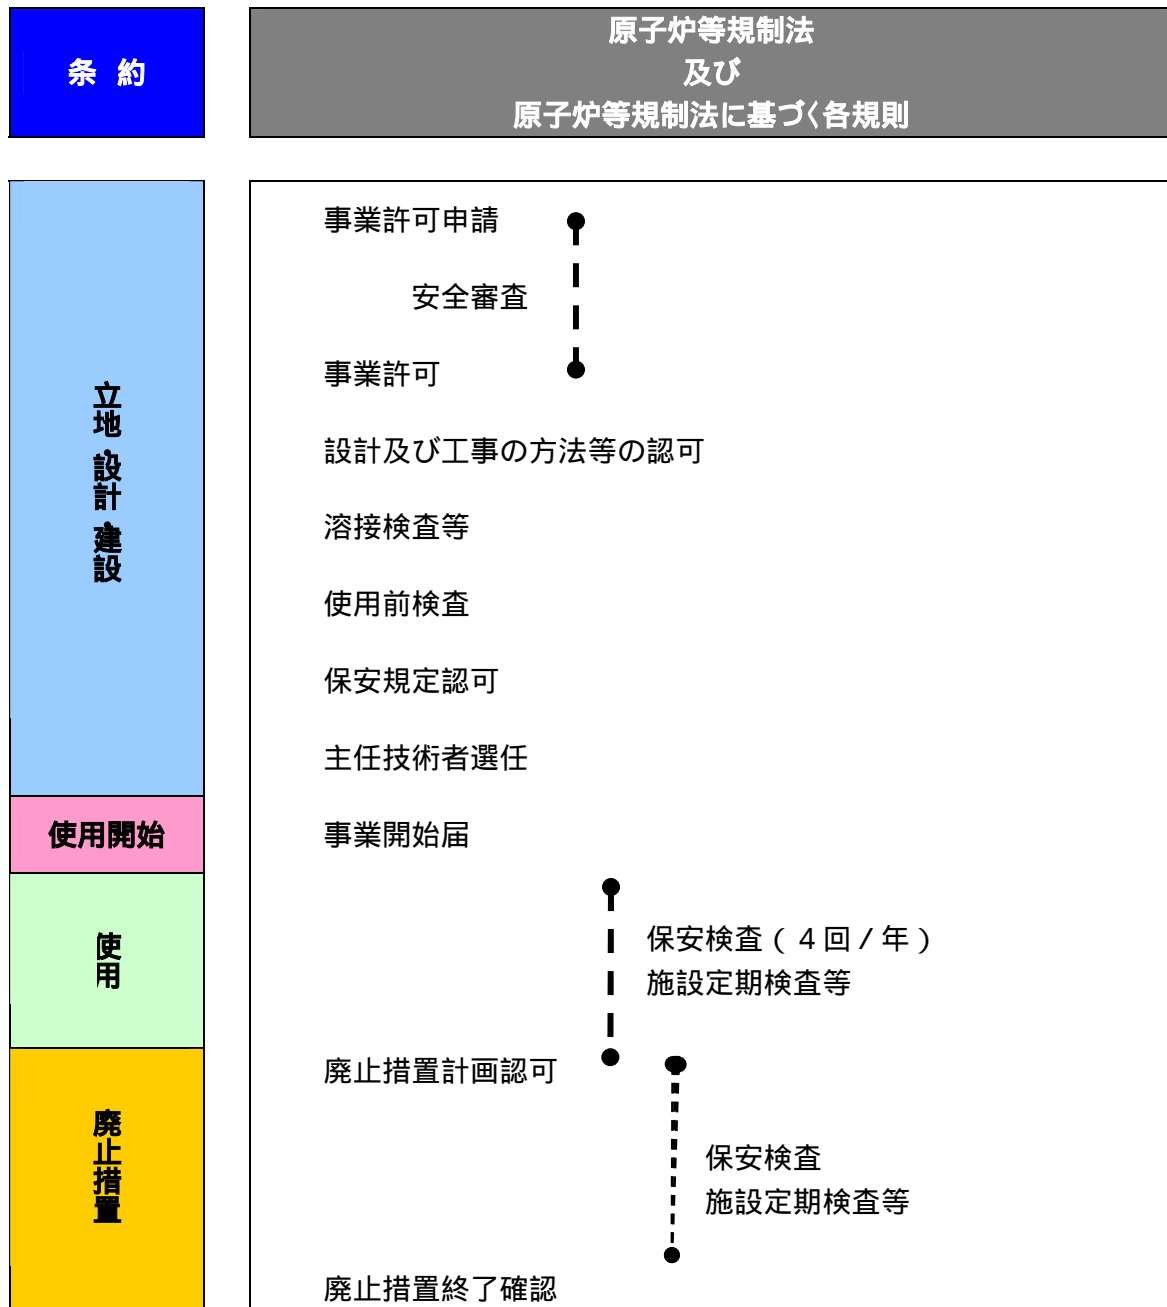 条 約
原子炉等規制法
及び
原子炉等規制法に基づく各規則
立地・設計・建設
事業許可申請
安全審査
事業許可
設計及び工事の方法等の認可
溶接検査等
使用前検査
保安規定認可
主任技術者選任
使用開始
事業開始届
使用
保安検査(4回/年)
施設定期検査等
廃止措置
廃止措置計画認可
保安検査
施設定期検査等
廃止措置終了確認